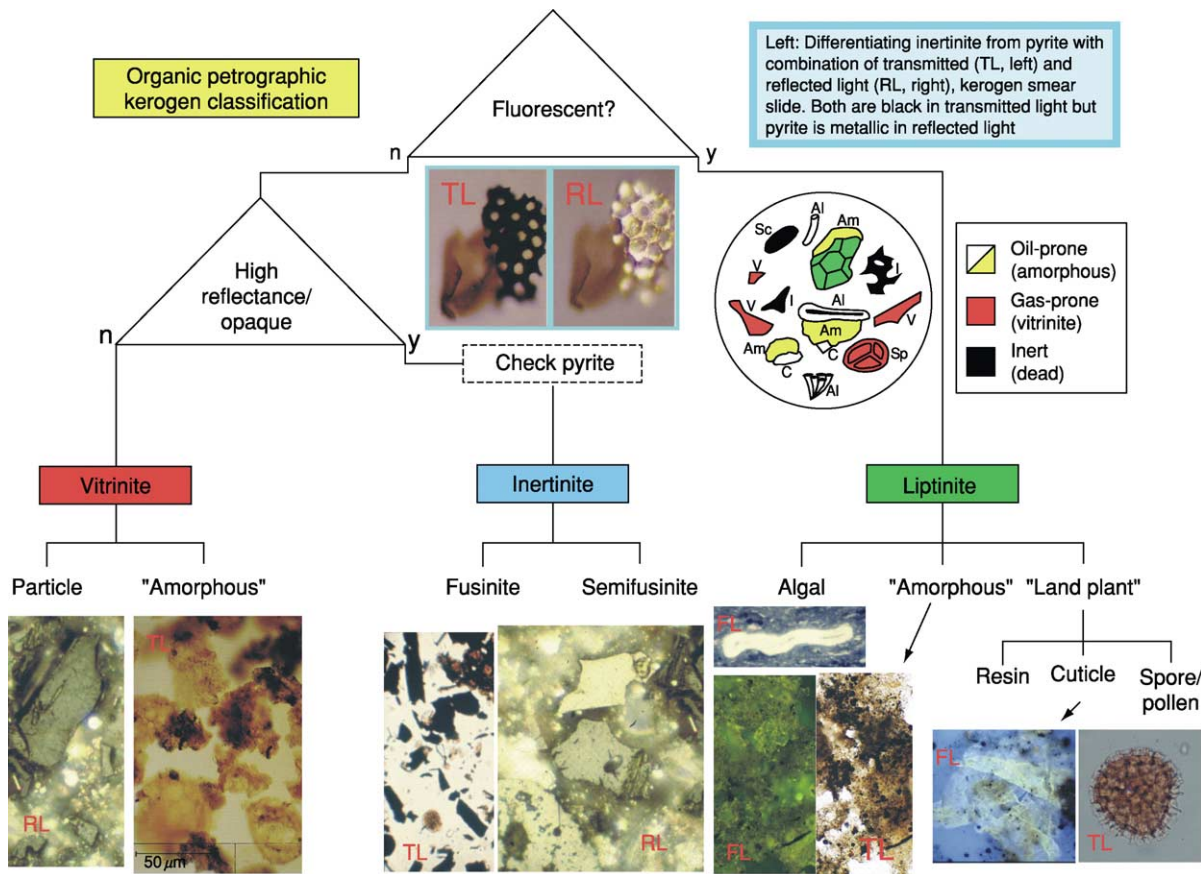 Organic petrographic
kerogen classification
Fluorescent?
n
y
Left: Differentiating inertinite from pyrite with
combination of transmitted (TL, left) and
reflected light (RL, right), kerogen smear
slide. Both are black in transmitted light but
pyrite is metallic in reflected light
TL
RL
High
reflectance/
opaque
n
y
Check pyrite
Al
Am
Sc
V
I
V
I
Al
V
Am
Am
C
C
Sp
Al
Oil-prone
(amorphous)
Gas-prone
(vitrinite)
Inert
(dead)
Vitrinite
Inertinite
Liptinite
Particle
"Amorphous"
Fusinite
Semifusinite
Algal
"Amorphous"
"Land plant"
Resin
Cuticle
Spore/
pollen
RL
TL
50 μm
TL
RL
FL
FL
TL
FL
TL